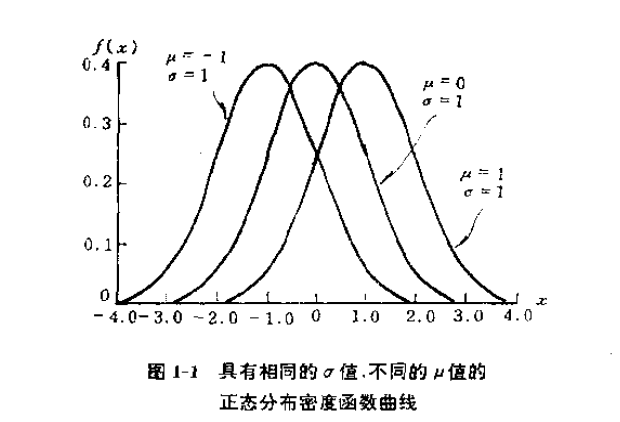 f(x)
μ = -1
σ = 1
0.4
μ = 0
σ = 1
0.3
μ = 1
σ = 1
0.2
0.1
0
x
-4.0 -3.0 -2.0 -1.0 0 1.0 2.0 3.0 4.0
图 1-1 具有相同的 σ 值,不同的 μ 值的
正态分布密度函数曲线